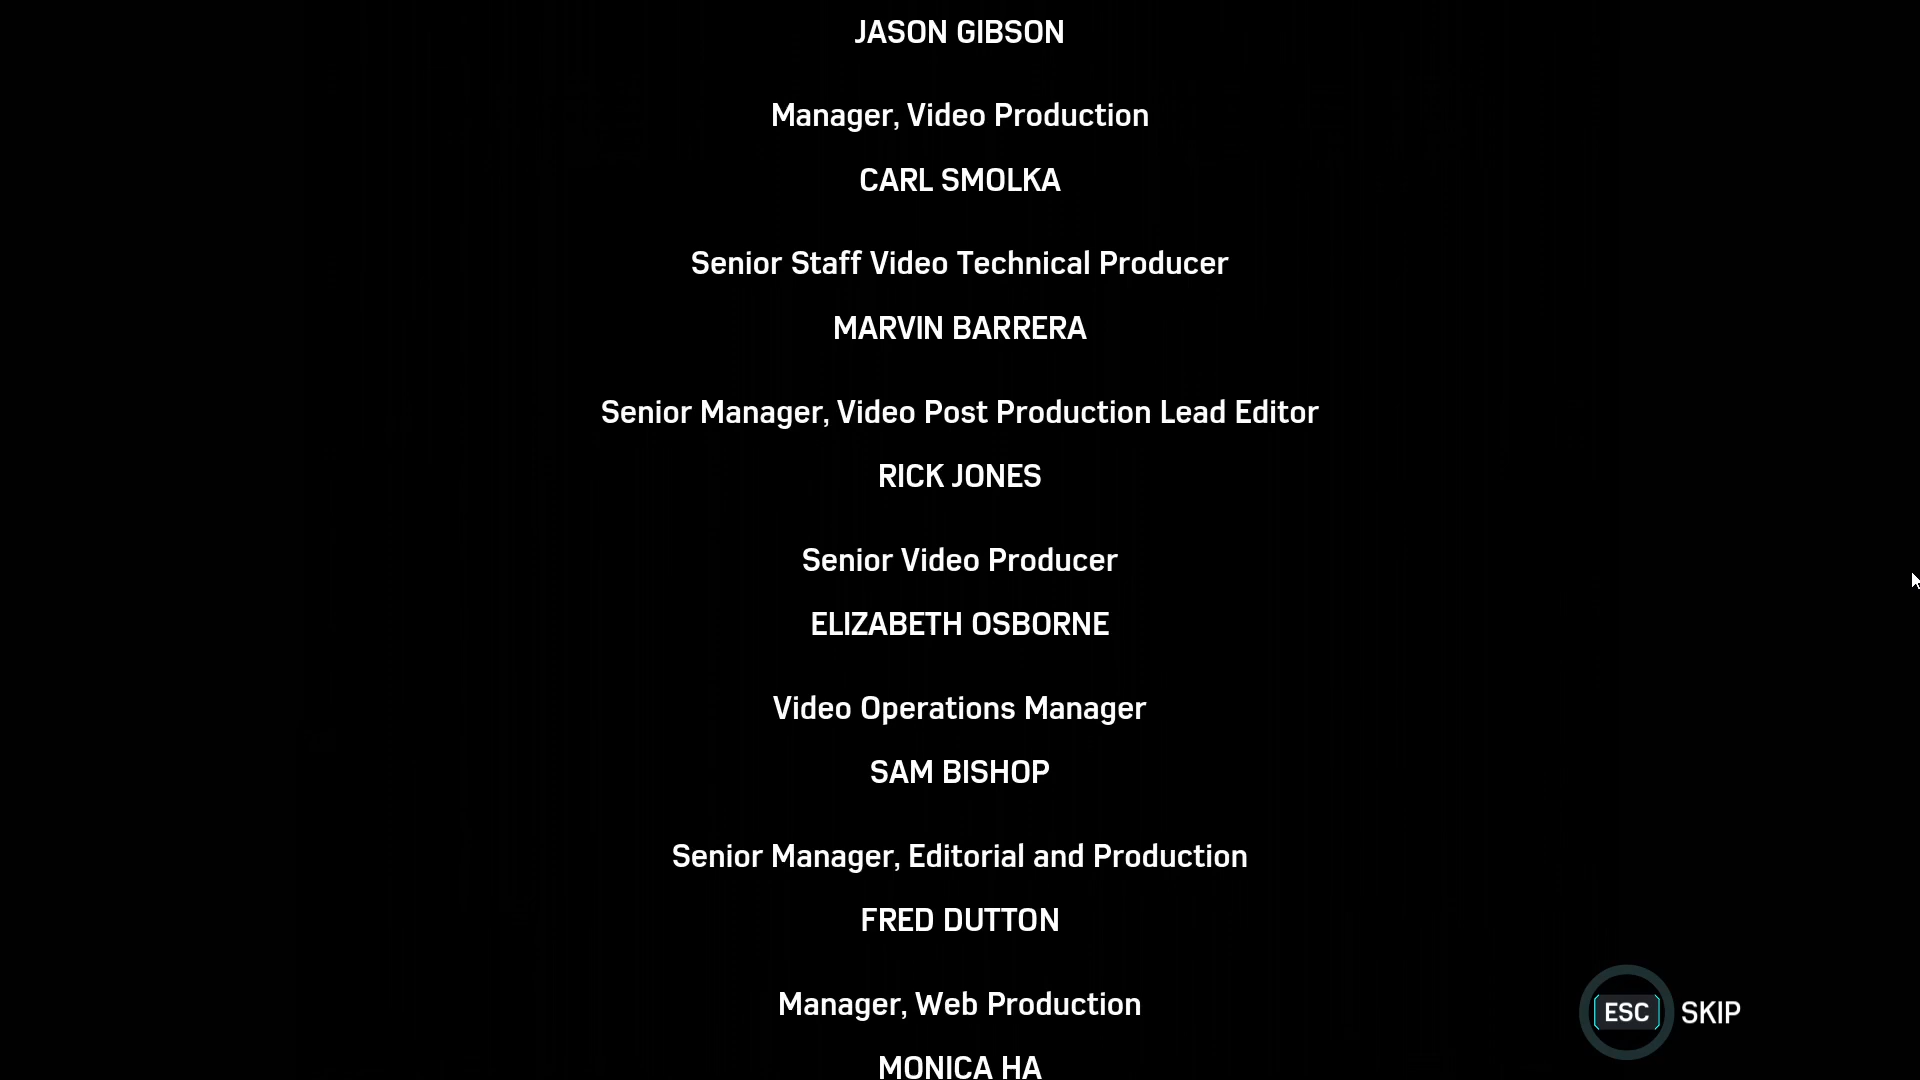 JASON GIBSON
Manager, Video Production
CARL SMOLKA
Senior Staff Video Technical Producer
MARVIN BARRERA
Senior Manager, Video Post Production Lead Editor
RICK JONES
Senior Video Producer
ELIZABETH OSBORNE
Video Operations Manager
SAM BISHOP
Senior Manager, Editorial and Production
FRED DUTTON
Manager, Web Production
ESC SKIP
MONICA HA